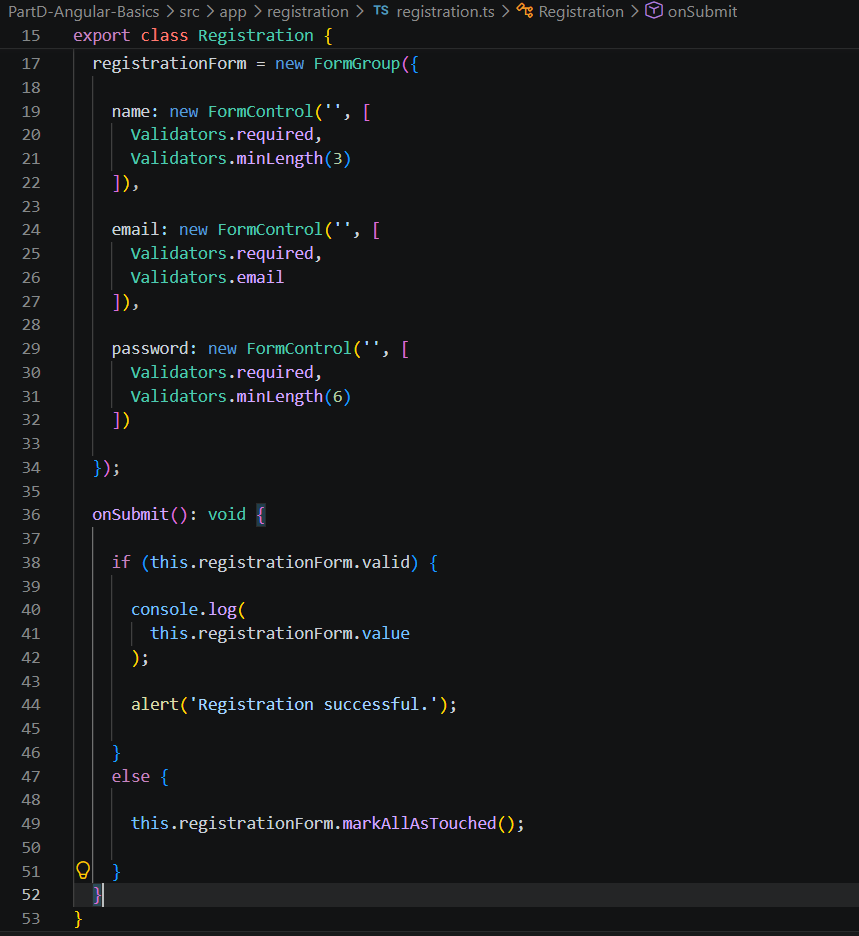 PartD-Angular-Basics > src > app > registration > TS registration.ts > Registration > onSubmit
15 export class Registration {
17 registrationForm = new FormGroup({
18
19 name: new FormControl('', [
20 Validators.required,
21 Validators.minLength(3)
22 ]),
23
24 email: new FormControl('', [
25 Validators.required,
26 Validators.email
27 ]),
28
29 password: new FormControl('', [
30 Validators.required,
31 Validators.minLength(6)
32 ])
33
34 });
35
36 onSubmit(): void {
37
38 if (this.registrationForm.valid) {
39
40 console.log(
41 this.registrationForm.value
42 );
43
44 alert('Registration successful.');
45
46 }
47 else {
48
49 this.registrationForm.markAllAsTouched();
50
51 }
52 }
53 }